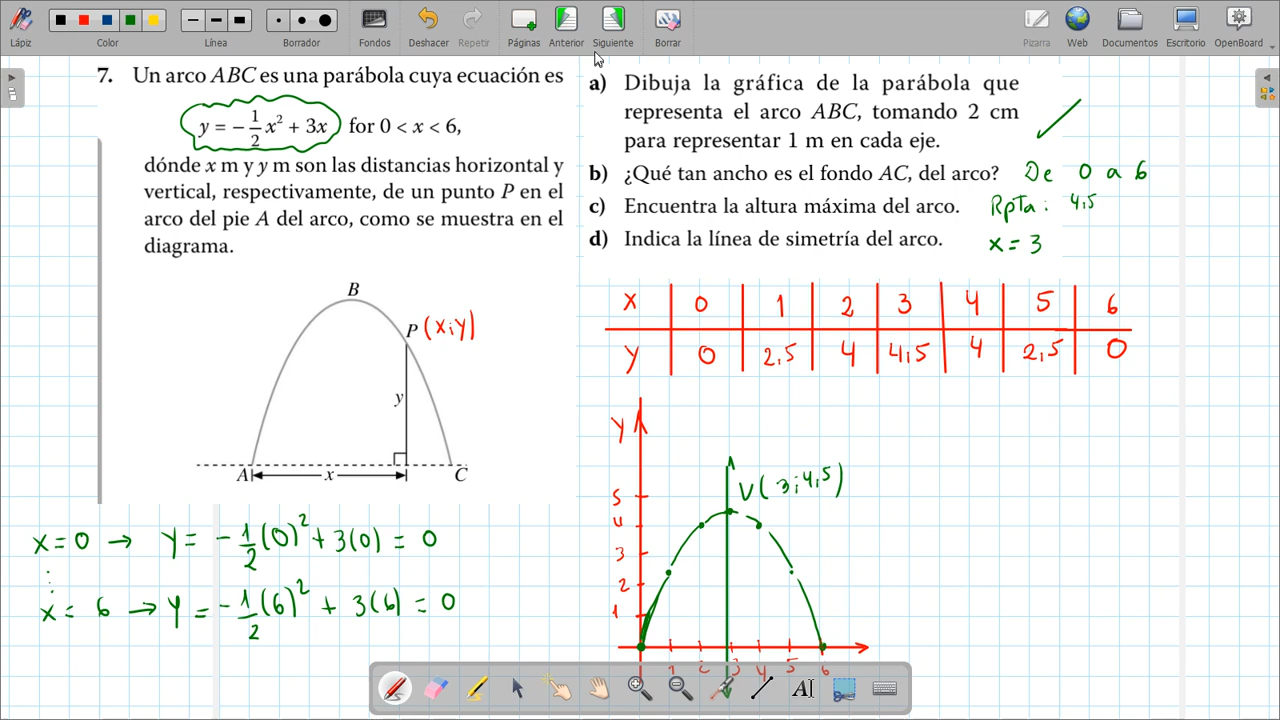 Lápiz Color Línea Borrador Fondos Deshacer Repetir Páginas Anterior Siguiente Borrar Pizarra Web Documentos Escritorio OpenBoard
7. Un arco ABC es una parábola cuya ecuación es
y = -1/2 x² + 3x for 0 < x < 6,
dónde x m y y m son las distancias horizontal y
vertical, respectivamente, de un punto P en el
arco del pie A del arco, como se muestra en el
diagrama.
B
P (x;y)
y
A x C
x=0 → y= -1/2(0)² + 3(0) = 0
⋮
x= 6 → y = -1/2(6)² + 3(6) = 0
a) Dibuja la gráfica de la parábola que
representa el arco ABC, tomando 2 cm
para representar 1 m en cada eje.
b) ¿Qué tan ancho es el fondo AC, del arco? De 0 a 6
c) Encuentra la altura máxima del arco. Rpta: 4,5
d) Indica la línea de simetría del arco. x = 3
X 0 1 2 3 4 5 6
Y 0 2,5 4 4,5 4 2,5 0
Y
V(3;4,5)
5
4
3
2
1
1 2 3 4 5 6
AI